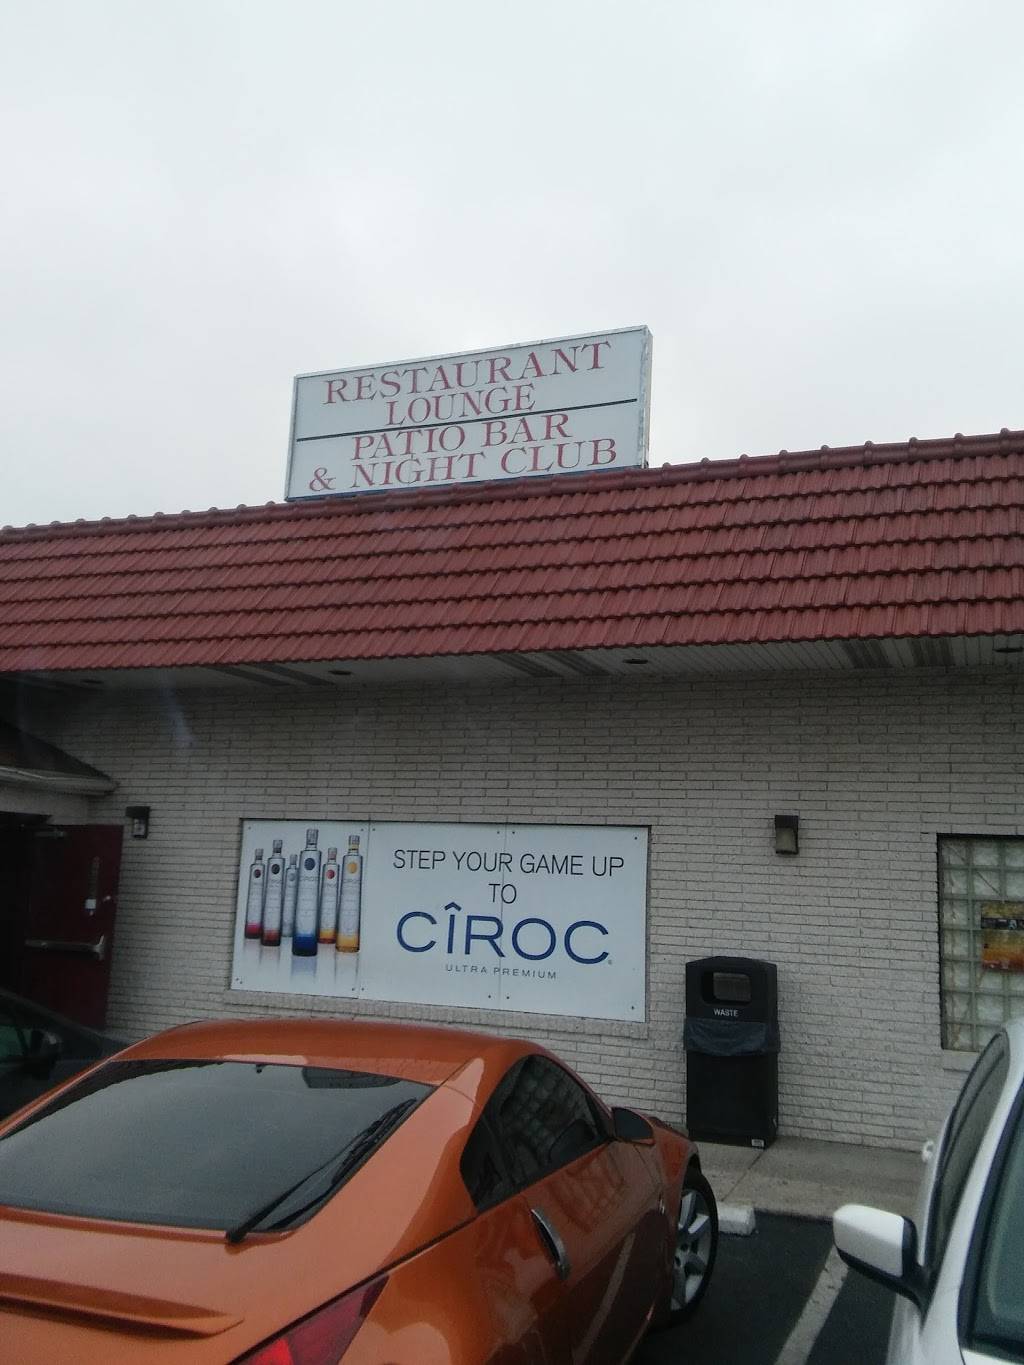 RESTAURANT
LOUNGE
PATIO BAR
& NIGHT CLUB
STEP YOUR GAME UP
TO
CÎROC
ULTRA PREMIUM
WASTE